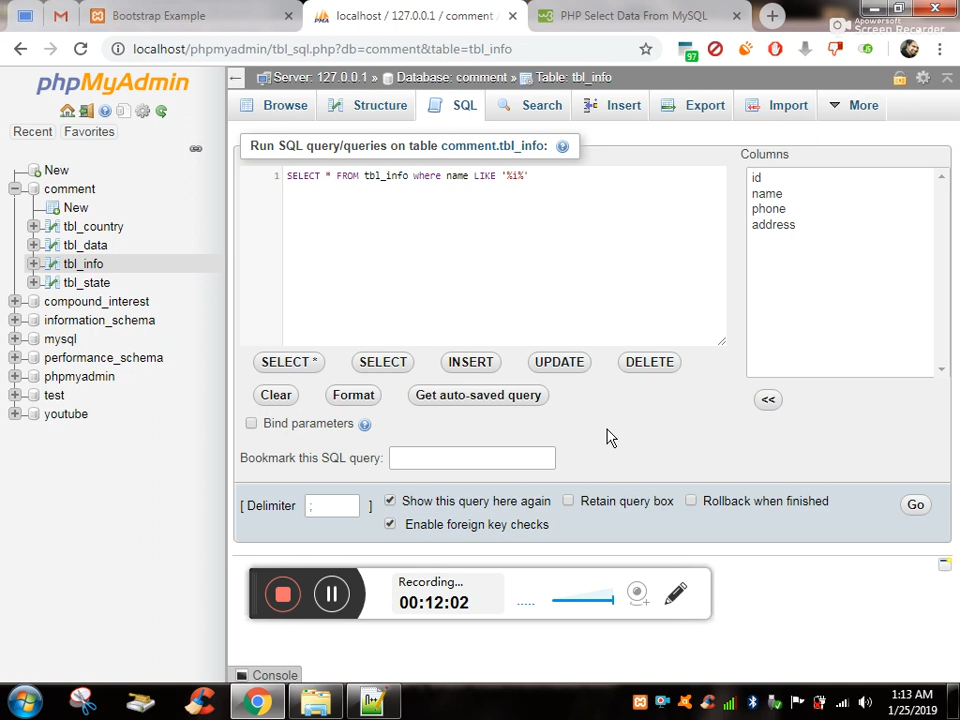 Bootstrap Example
localhost / 127.0.0.1 / comment
PHP Select Data From MySQL
Apowersoft
Screen Recorder
localhost/phpmyadmin/tbl_sql.php?db=comment&table=tbl_info
97
phpMyAdmin
Recent
Favorites
New
comment
New
tbl_country
tbl_data
tbl_info
tbl_state
compound_interest
information_schema
mysql
performance_schema
phpmyadmin
test
youtube
Server: 127.0.0.1 » Database: comment » Table: tbl_info
Browse
Structure
SQL
Search
Insert
Export
Import
More
Run SQL query/queries on table comment.tbl_info:
1 SELECT * FROM tbl_info where name LIKE '%i%'
Columns
id
name
phone
address
SELECT *
SELECT
INSERT
UPDATE
DELETE
Clear
Format
Get auto-saved query
<<
Bind parameters
Bookmark this SQL query:
[ Delimiter ; ]
Show this query here again
Retain query box
Rollback when finished
Enable foreign key checks
Go
Recording...
00:12:02
Console
1:13 AM
1/25/2019